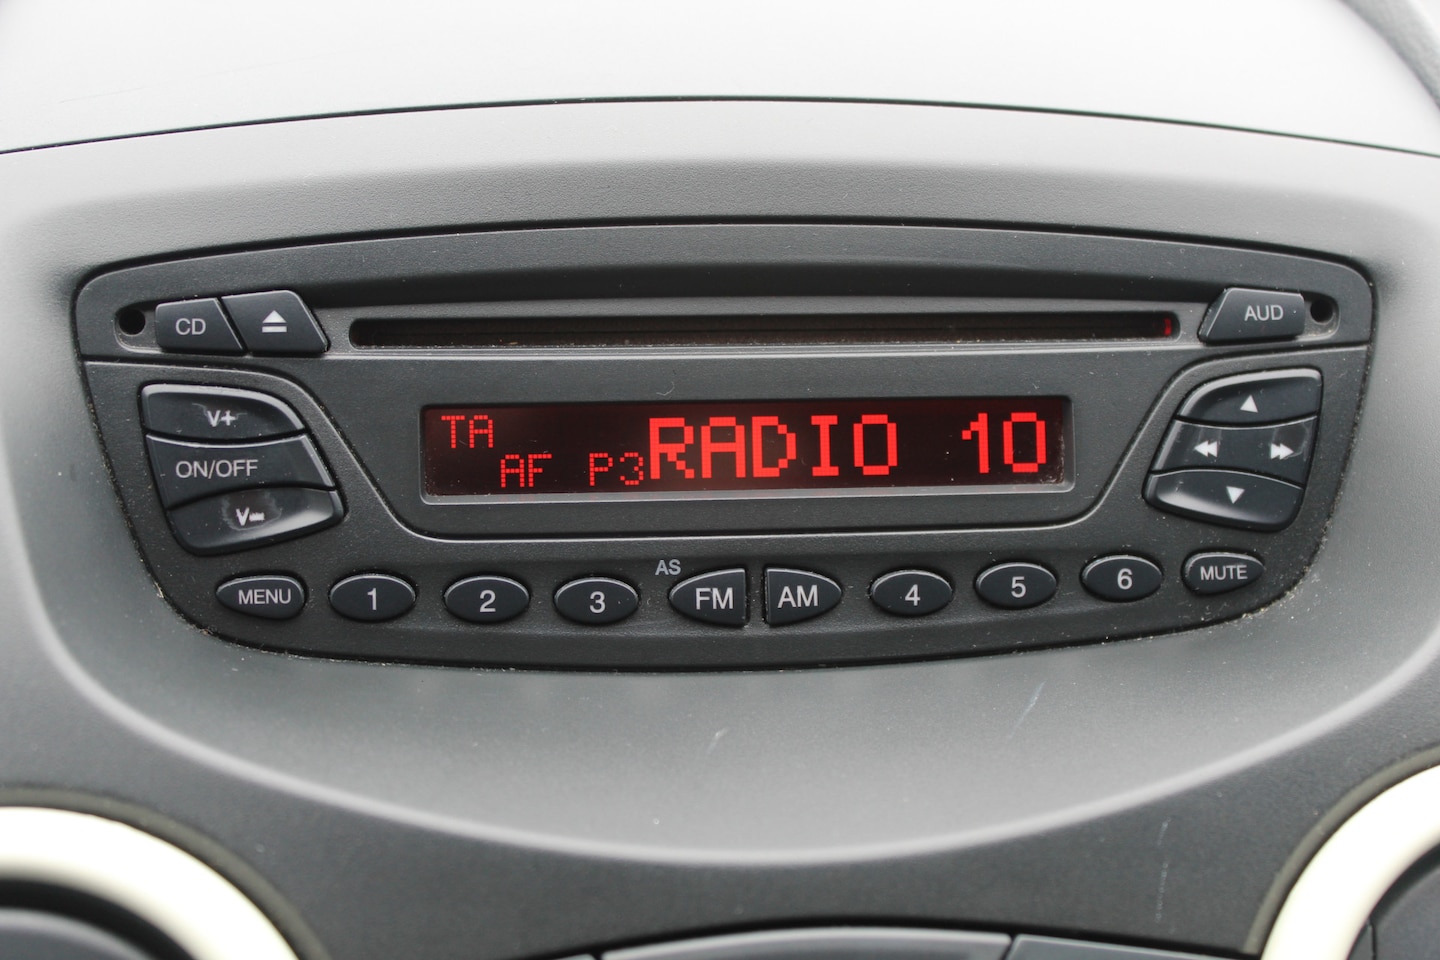 CD
AUD
V+
ON/OFF
V-
TA
AF P3 RADIO 10
AS
MENU 1 2 3 FM AM 4 5 6 MUTE